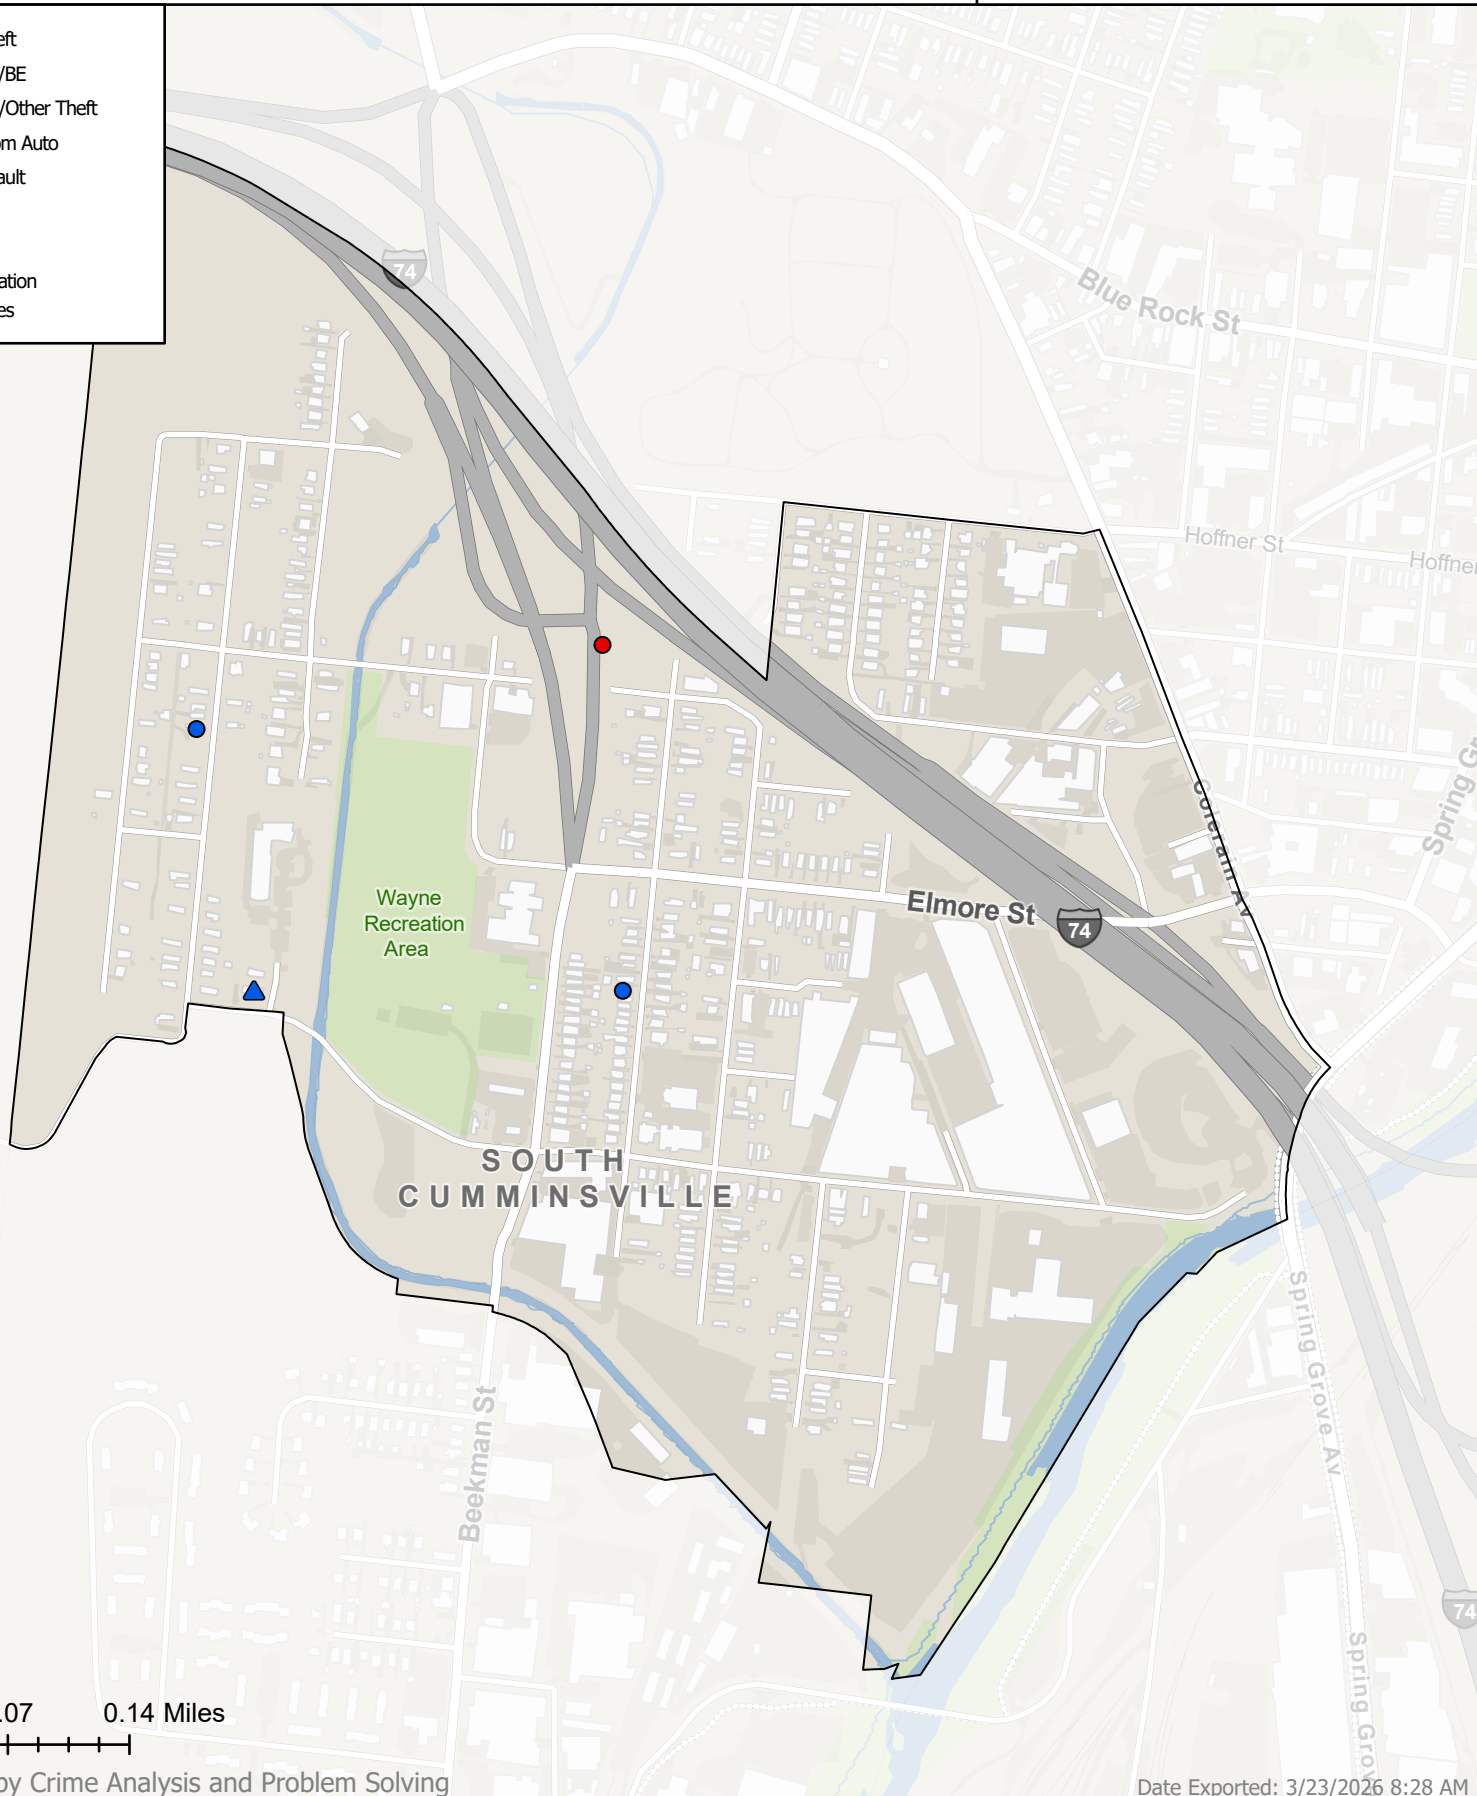 eft
/BE
/Other Theft
om Auto
ault
ation
es
74
Blue Rock St
Hoffner St
Hoffner
Spring Gr
Colerain Av
Elmore St
74
Wayne
Recreation
Area
SOUTH
CUMMINSVILLE
Spring Grove Av
Beekman St
74
Spring Grov
.07 0.14 Miles
by Crime Analysis and Problem Solving
Date Exported: 3/23/2026 8:28 AM